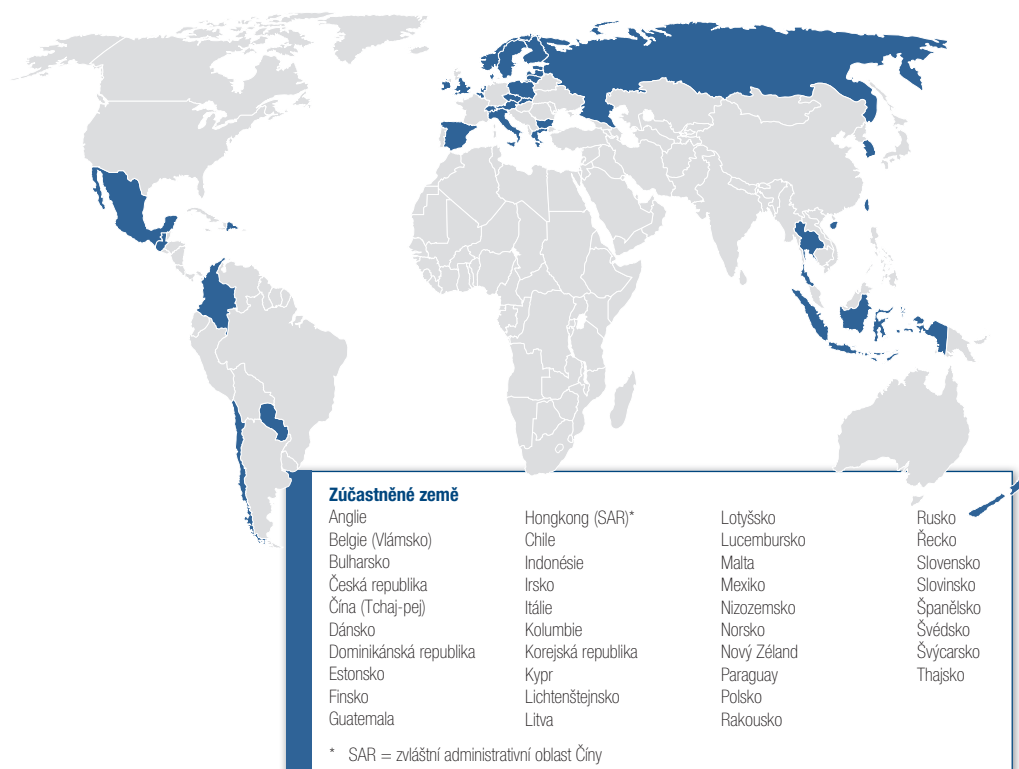 Zúčastněné země
Anglie
Belgie (Vlámsko)
Bulharsko
Česká republika
Čína (Tchaj-pej)
Dánsko
Dominikánská republika
Estonsko
Finsko
Guatemala
Hongkong (SAR)*
Chile
Indonésie
Irsko
Itálie
Kolumbie
Korejská republika
Kypr
Lichtenštejnsko
Litva
Lotyšsko
Lucembursko
Malta
Mexiko
Nizozemsko
Norsko
Nový Zéland
Paraguay
Polsko
Rakousko
Rusko
Řecko
Slovensko
Slovinsko
Španělsko
Švédsko
Švýcarsko
Thajsko
* SAR = zvláštní administrativní oblast Číny